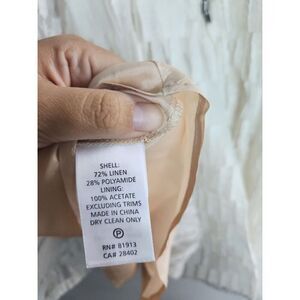 SHELL:
72% LINEN
28% POLYAMIDE
LINING:
100% ACETATE
EXCLUDING TRIMS
MADE IN CHINA
DRY CLEAN ONLY
P
RN# 81913
CA# 28402